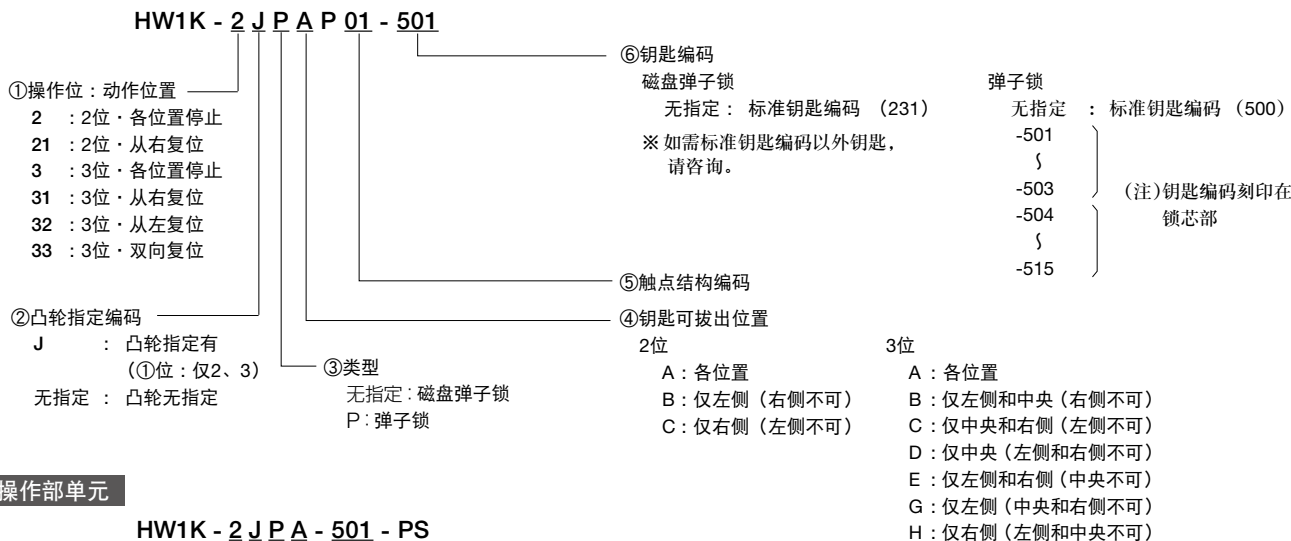 HW1K - 2 J P A P 01 - 501
①操作位：动作位置
2 ：2位・各位置停止
21 ：2位・从右复位
3 ：3位・各位置停止
31 ：3位・从右复位
32 ：3位・从左复位
33 ：3位・双向复位
②凸轮指定编码
J ： 凸轮指定有
（①位：仅2、3）
无指定 ： 凸轮无指定
③类型
无指定：磁盘弹子锁
P：弹子锁
⑥钥匙编码
磁盘弹子锁
无指定： 标准钥匙编码 （231）
※ 如需标准钥匙编码以外钥匙，
请咨询。
弹子锁
无指定 ： 标准钥匙编码 （500）
-501
〜
-503
-504
〜
-515
（注）钥匙编码刻印在
锁芯部
⑤触点结构编码
④钥匙可拔出位置
2位
A：各位置
B：仅左侧（右侧不可）
C：仅右侧（左侧不可）
3位
A：各位置
B：仅左侧和中央（右侧不可）
C：仅中央和右侧（左侧不可）
D：仅中央（左侧和右侧不可）
E：仅左侧和右侧（中央不可）
G：仅左侧（中央和右侧不可）
H：仅右侧（左侧和中央不可）
操作部单元
HW1K - 2 J P A - 501 - PS